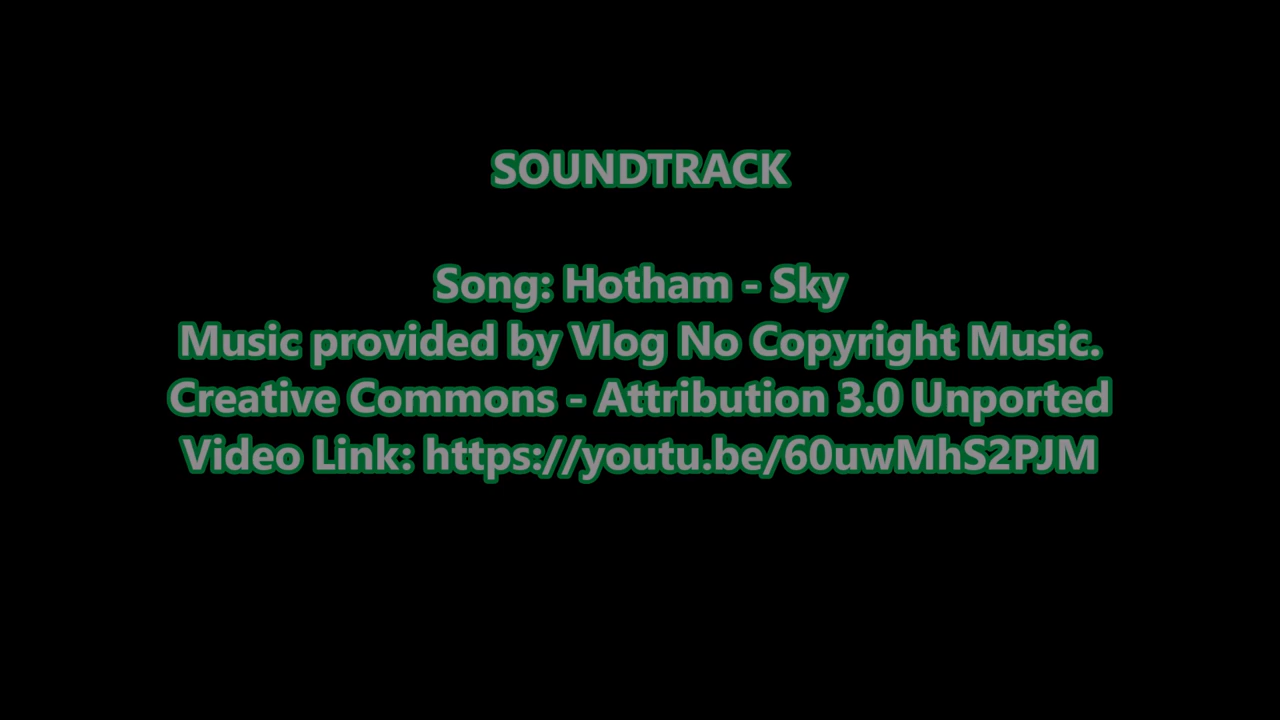 SOUNDTRACK
Song: Hotham - Sky
Music provided by Vlog No Copyright Music.
Creative Commons - Attribution 3.0 Unported
Video Link: https://youtu.be/60uwMhS2PJM